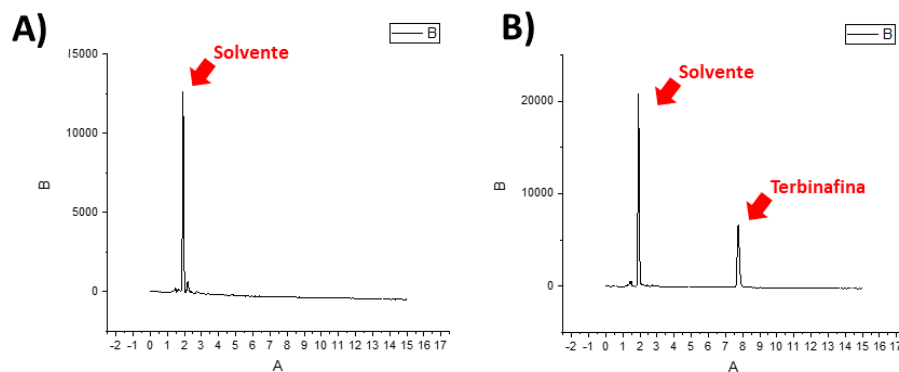 A)
B
Solvente
15000
10000
5000
0
B
-2 -1 0 1 2 3 4 5 6 7 8 9 10 11 12 13 14 15 16 17
A
B)
B
Solvente
Terbinafina
20000
10000
0
B
-2 -1 0 1 2 3 4 5 6 7 8 9 10 11 12 13 14 15 16 17
A